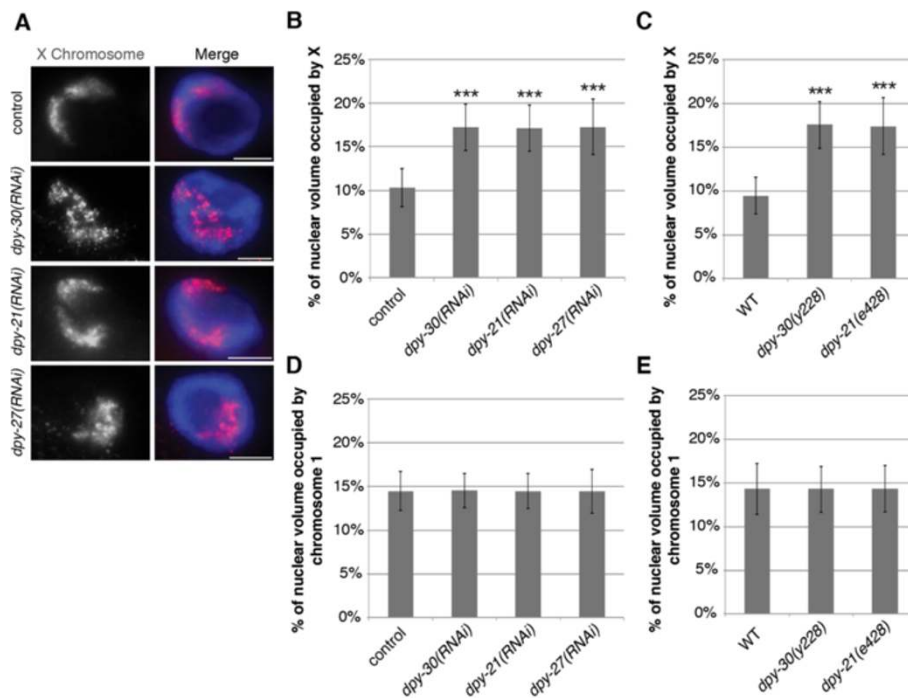 A
X Chromosome Merge
control
dpy-30(RNAi)
dpy-21(RNAi)
dpy-27(RNAi)
B
% of nuclear volume occupied by X
25%
20%
15%
10%
5%
0%
***
***
***
control
dpy-30(RNAi)
dpy-21(RNAi)
dpy-27(RNAi)
C
% of nuclear volume occupied by X
25%
20%
15%
10%
5%
0%
***
***
WT
dpy-30(y228)
dpy-21(e428)
D
% of nuclear volume occupied by
chromosome 1
25%
20%
15%
10%
5%
0%
control
dpy-30(RNAi)
dpy-21(RNAi)
dpy-27(RNAi)
E
% of nuclear volume occupied by
chromosome 1
25%
20%
15%
10%
5%
0%
WT
dpy-30(y228)
dpy-21(e428)